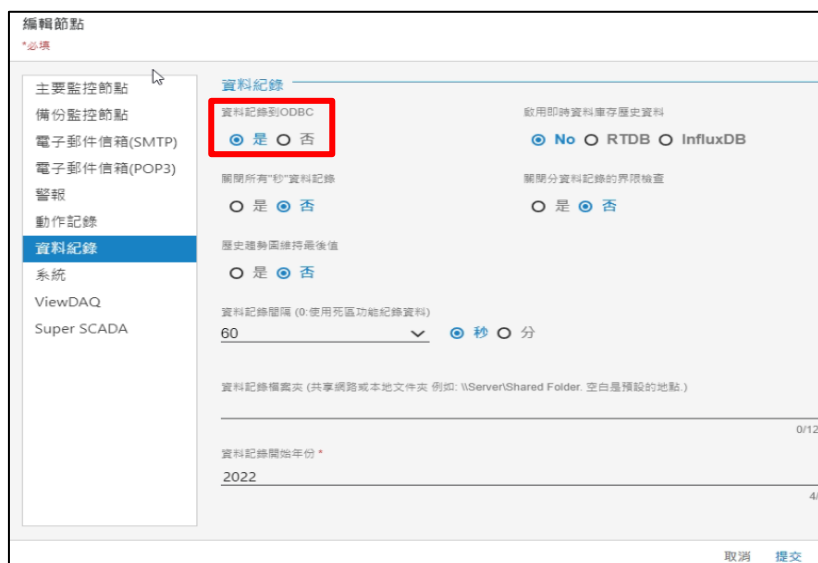 編輯節點
*必填
主要監控節點
備份監控節點
電子郵件信箱(SMTP)
電子郵件信箱(POP3)
警報
動作記錄
資料紀錄
系統
ViewDAQ
Super SCADA
資料紀錄
資料記錄到ODBC
是 否
啟用即時資料庫存歷史資料
No RTDB InfluxDB
關閉所有"秒"資料記錄
是 否
關閉分資料記錄的界限檢查
是 否
歷史趨勢圖維持最後值
是 否
資料記錄間隔 (0:使用死區功能紀錄資料)
60 秒 分
資料記錄檔案夾 (共享網路或本地文件夾 例如: \\Server\Shared Folder. 空白是預設的地點.)
0/12
資料記錄開始年份 *
2022
4/
取消 提交